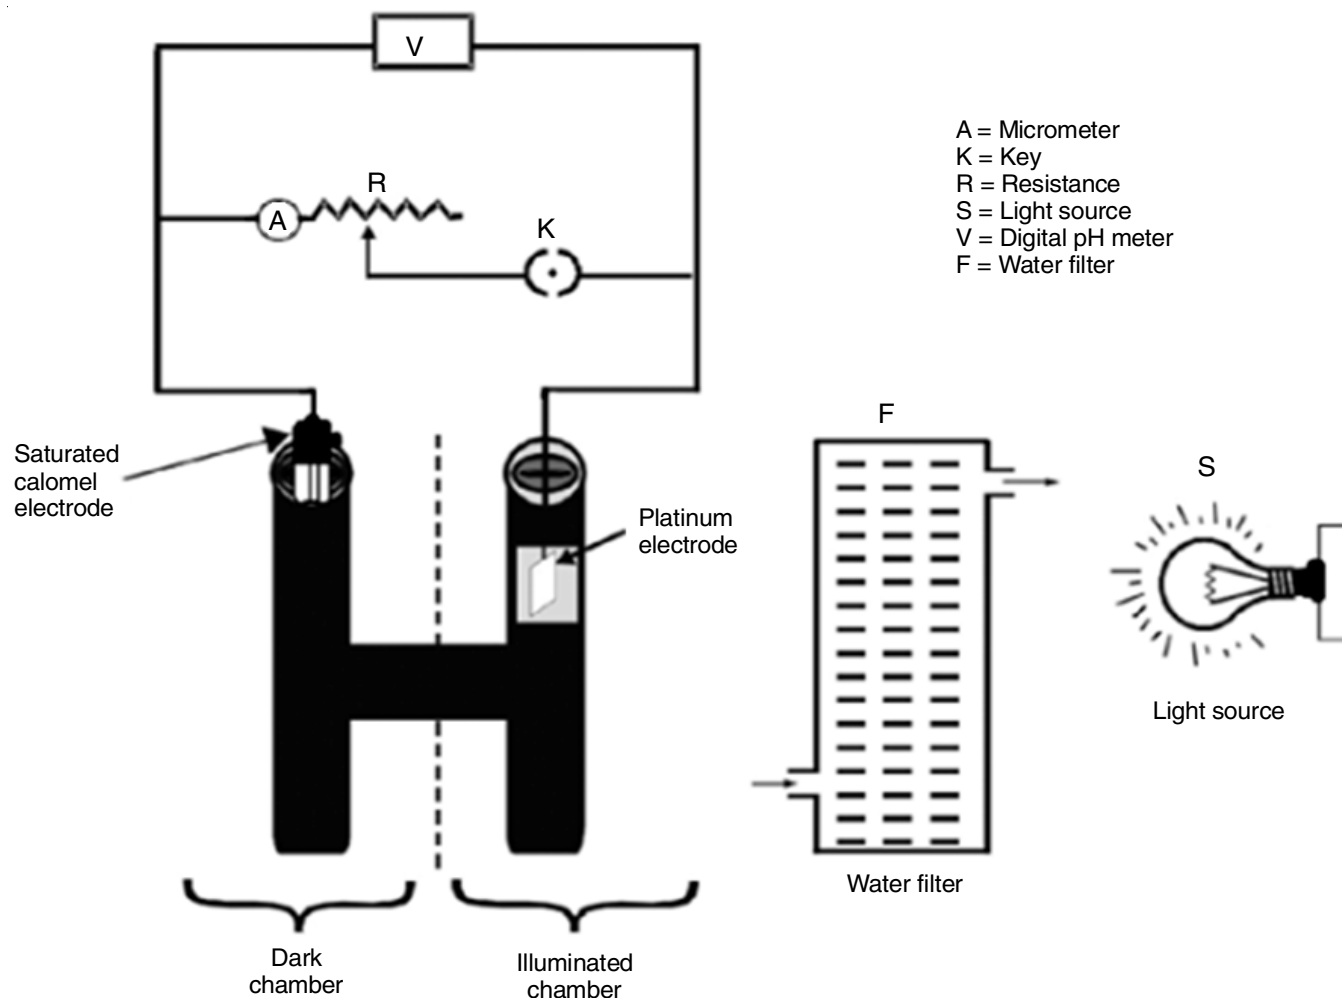 V
A = Micrometer
K = Key
R = Resistance
S = Light source
V = Digital pH meter
F = Water filter
R
A
K
F
S
Saturated
calomel
electrode
Platinum
electrode
Light source
Water filter
Dark
chamber
Illuminated
chamber